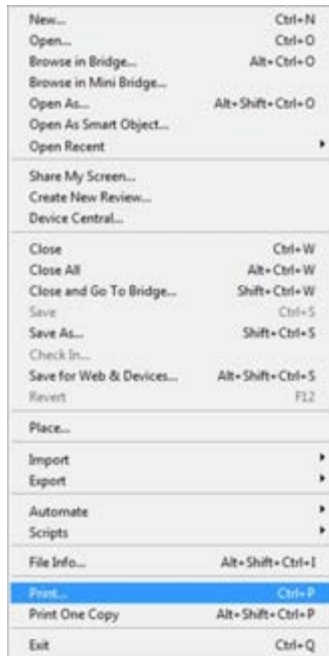 New... Ctrl+N
Open... Ctrl+O
Browse in Bridge... Alt+Ctrl+O
Browse in Mini Bridge...
Open As... Alt+Shift+Ctrl+O
Open As Smart Object...
Open Recent
Share My Screen...
Create New Review...
Device Central...
Close Ctrl+W
Close All Alt+Ctrl+W
Close and Go To Bridge... Shift+Ctrl+W
Save Ctrl+S
Save As... Shift+Ctrl+S
Check In...
Save for Web & Devices... Alt+Shift+Ctrl+S
Revert F12
Place...
Import
Export
Automate
Scripts
File Info... Alt+Shift+Ctrl+I
Print... Ctrl+P
Print One Copy Alt+Shift+Ctrl+P
Exit Ctrl+Q